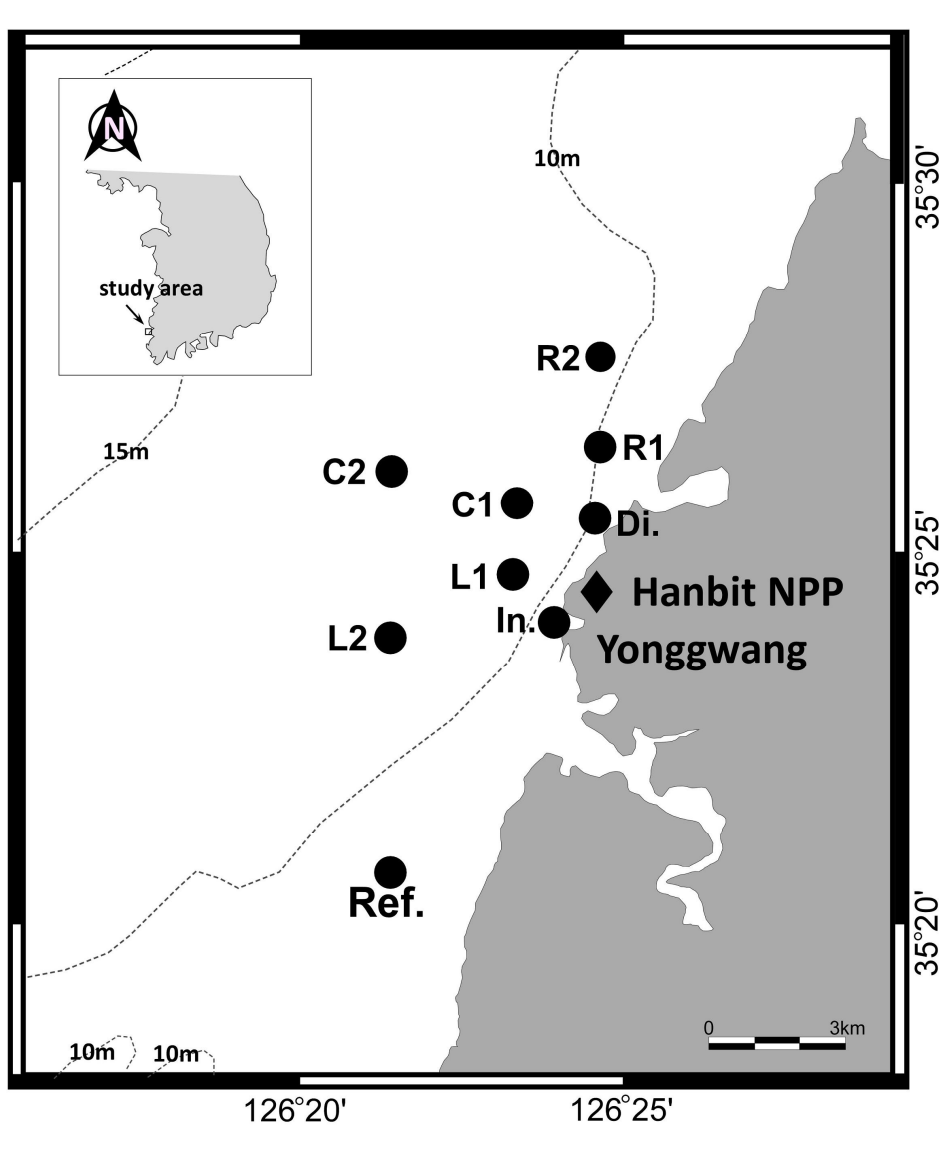 N
10m
35°30'
study area
R2
15m
C2
R1
C1
Di.
35°25'
L1
Hanbit NPP
In.
L2
Yonggwang
Ref.
35°20'
0 3km
10m
10m
126°20'
126°25'